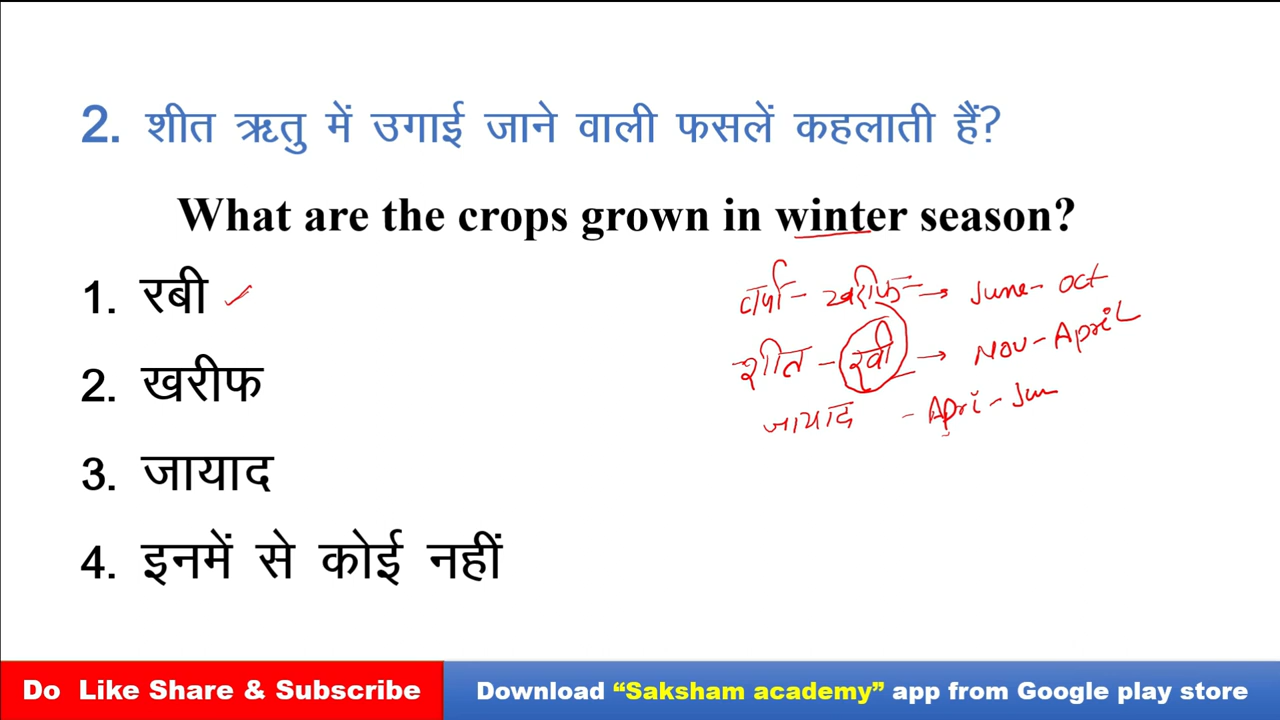 2. शीत ऋतु में उगाई जाने वाली फसलें कहलाती हैं?
What are the crops grown in winter season?
1. रबी
2. खरीफ
3. जायाद
4. इनमें से कोई नहीं
वर्षा - खरीफ → June - Oct
शीत - रवी → Nov - April
जायाद - Apri - Jun
Do Like Share & Subscribe
Download “Saksham academy” app from Google play store